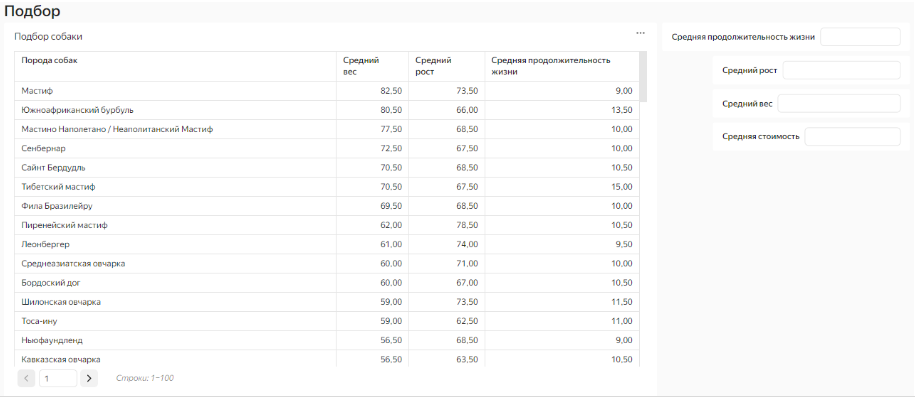 Подбор
Подбор собаки
Порода собак Средний вес Средний рост Средняя продолжительность жизни
Мастиф 82,50 73,50 9,00
Южноафриканский бурбуль 80,50 66,00 13,50
Мастино Наполетано / Неаполитанский Мастиф 77,50 68,50 10,00
Сенбернар 72,50 67,50 10,00
Сайнт Бердудль 70,50 68,50 10,50
Тибетский мастиф 70,50 67,50 15,00
Фила Бразилейру 69,50 68,50 10,00
Пиренейский мастиф 62,00 78,50 10,50
Леонбергер 61,00 74,00 9,50
Среднеазиатская овчарка 60,00 71,00 10,00
Бордоский дог 60,00 67,00 10,50
Шилонская овчарка 59,00 73,50 11,50
Тоса-ину 59,00 62,50 11,00
Ньюфаундленд 56,50 68,50 9,00
Кавказская овчарка 56,50 63,50 10,50
1 Строки: 1−100
Средняя продолжительность жизни
Средний рост
Средний вес
Средняя стоимость